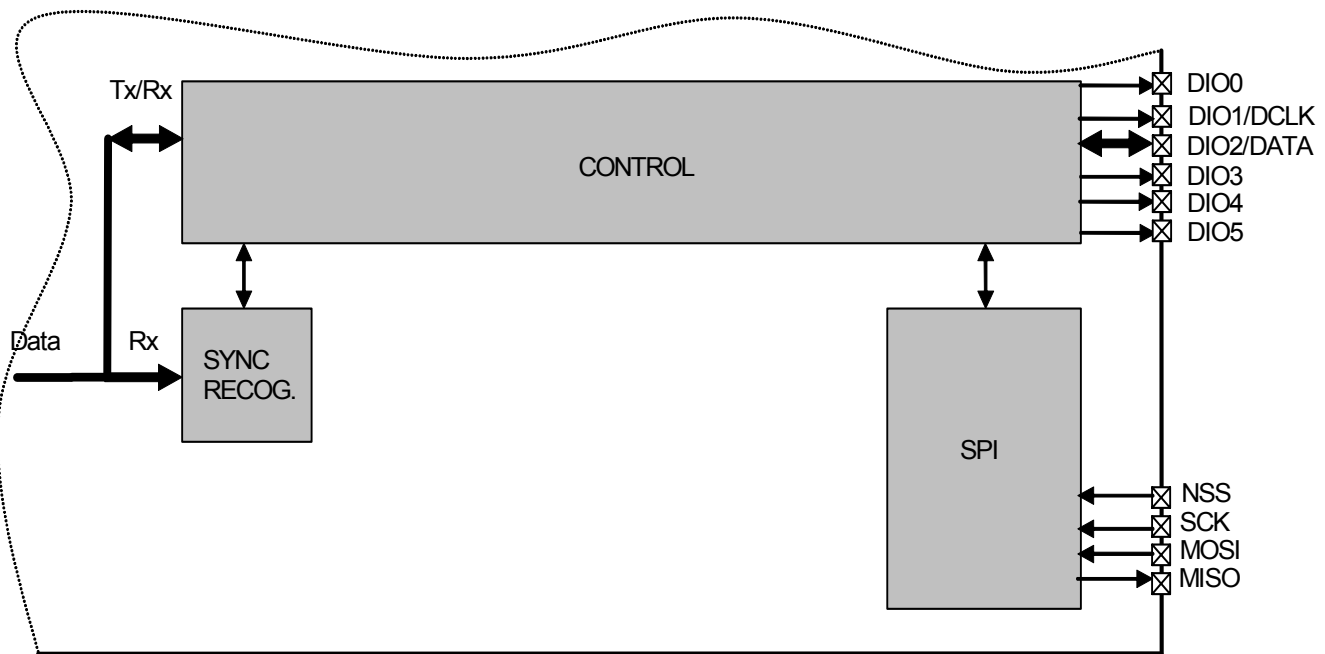 Tx/Rx
CONTROL
DIO0
DIO1/DCLK
DIO2/DATA
DIO3
DIO4
DIO5
Data
Rx
SYNC
RECOG.
SPI
NSS
SCK
MOSI
MISO